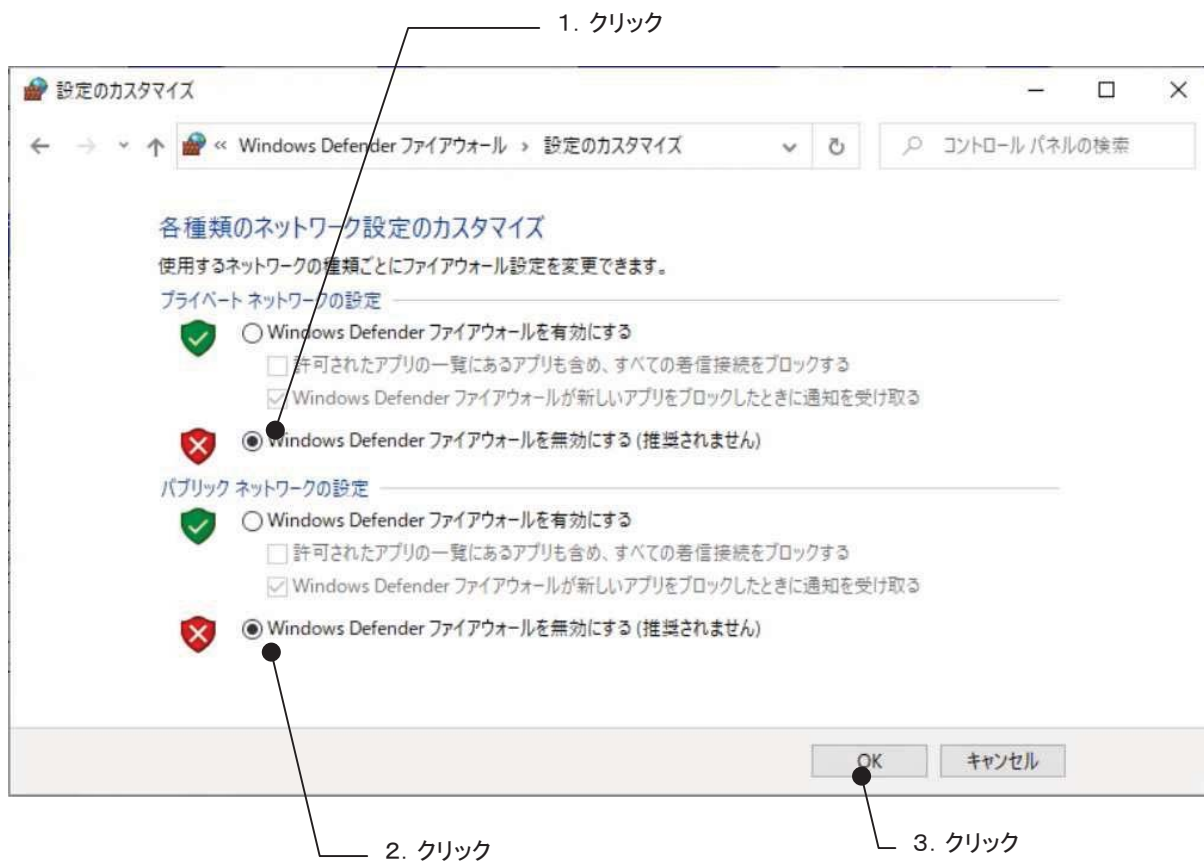 1．クリック
設定のカスタマイズ
« Windows Defender ファイアウォール › 設定のカスタマイズ
コントロール パネルの検索
各種類のネットワーク設定のカスタマイズ
使用するネットワークの種類ごとにファイアウォール設定を変更できます。
プライベート ネットワークの設定
Windows Defender ファイアウォールを有効にする
許可されたアプリの一覧にあるアプリも含め、すべての着信接続をブロックする
Windows Defender ファイアウォールが新しいアプリをブロックしたときに通知を受け取る
Windows Defender ファイアウォールを無効にする (推奨されません)
パブリック ネットワークの設定
Windows Defender ファイアウォールを有効にする
許可されたアプリの一覧にあるアプリも含め、すべての着信接続をブロックする
Windows Defender ファイアウォールが新しいアプリをブロックしたときに通知を受け取る
Windows Defender ファイアウォールを無効にする (推奨されません)
OK キャンセル
2．クリック
3．クリック